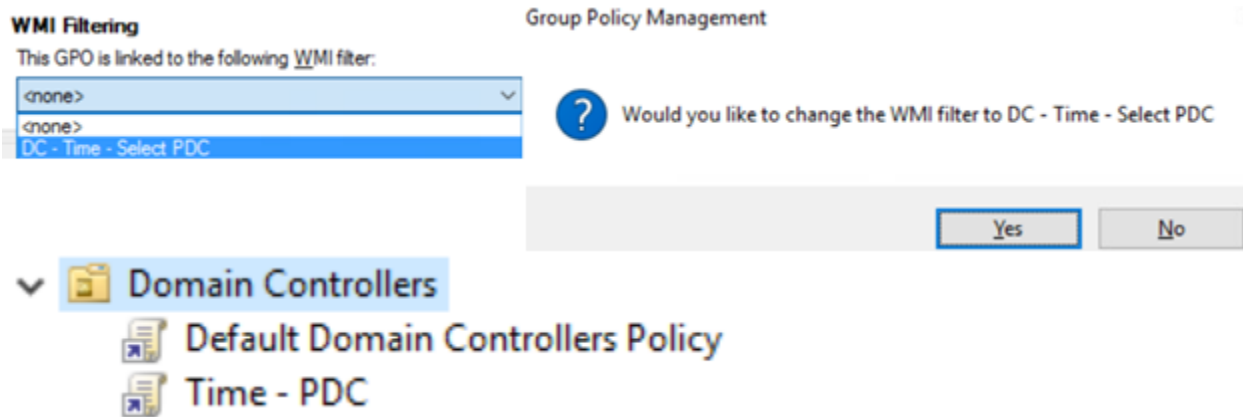 WMI Filtering
This GPO is linked to the following WMI filter:
<none>
<none>
DC - Time - Select PDC
Group Policy Management
Would you like to change the WMI filter to DC - Time - Select PDC
Yes
No
Domain Controllers
Default Domain Controllers Policy
Time - PDC